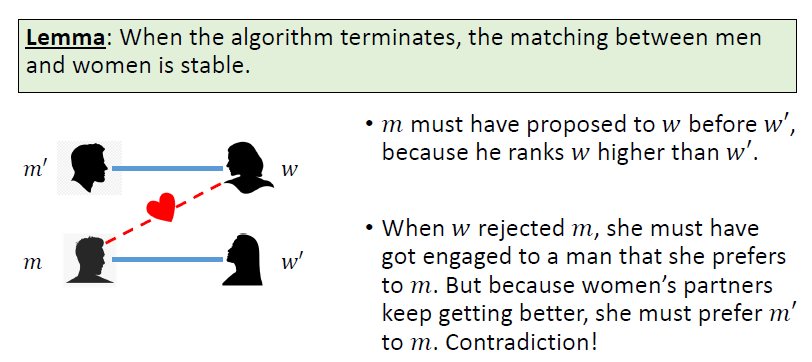 Lemma: When the algorithm terminates, the matching between men
and women is stable.
m′
w
m
w′
• m must have proposed to w before w′,
because he ranks w higher than w′.
• When w rejected m, she must have
got engaged to a man that she prefers
to m. But because women’s partners
keep getting better, she must prefer m′
to m. Contradiction!